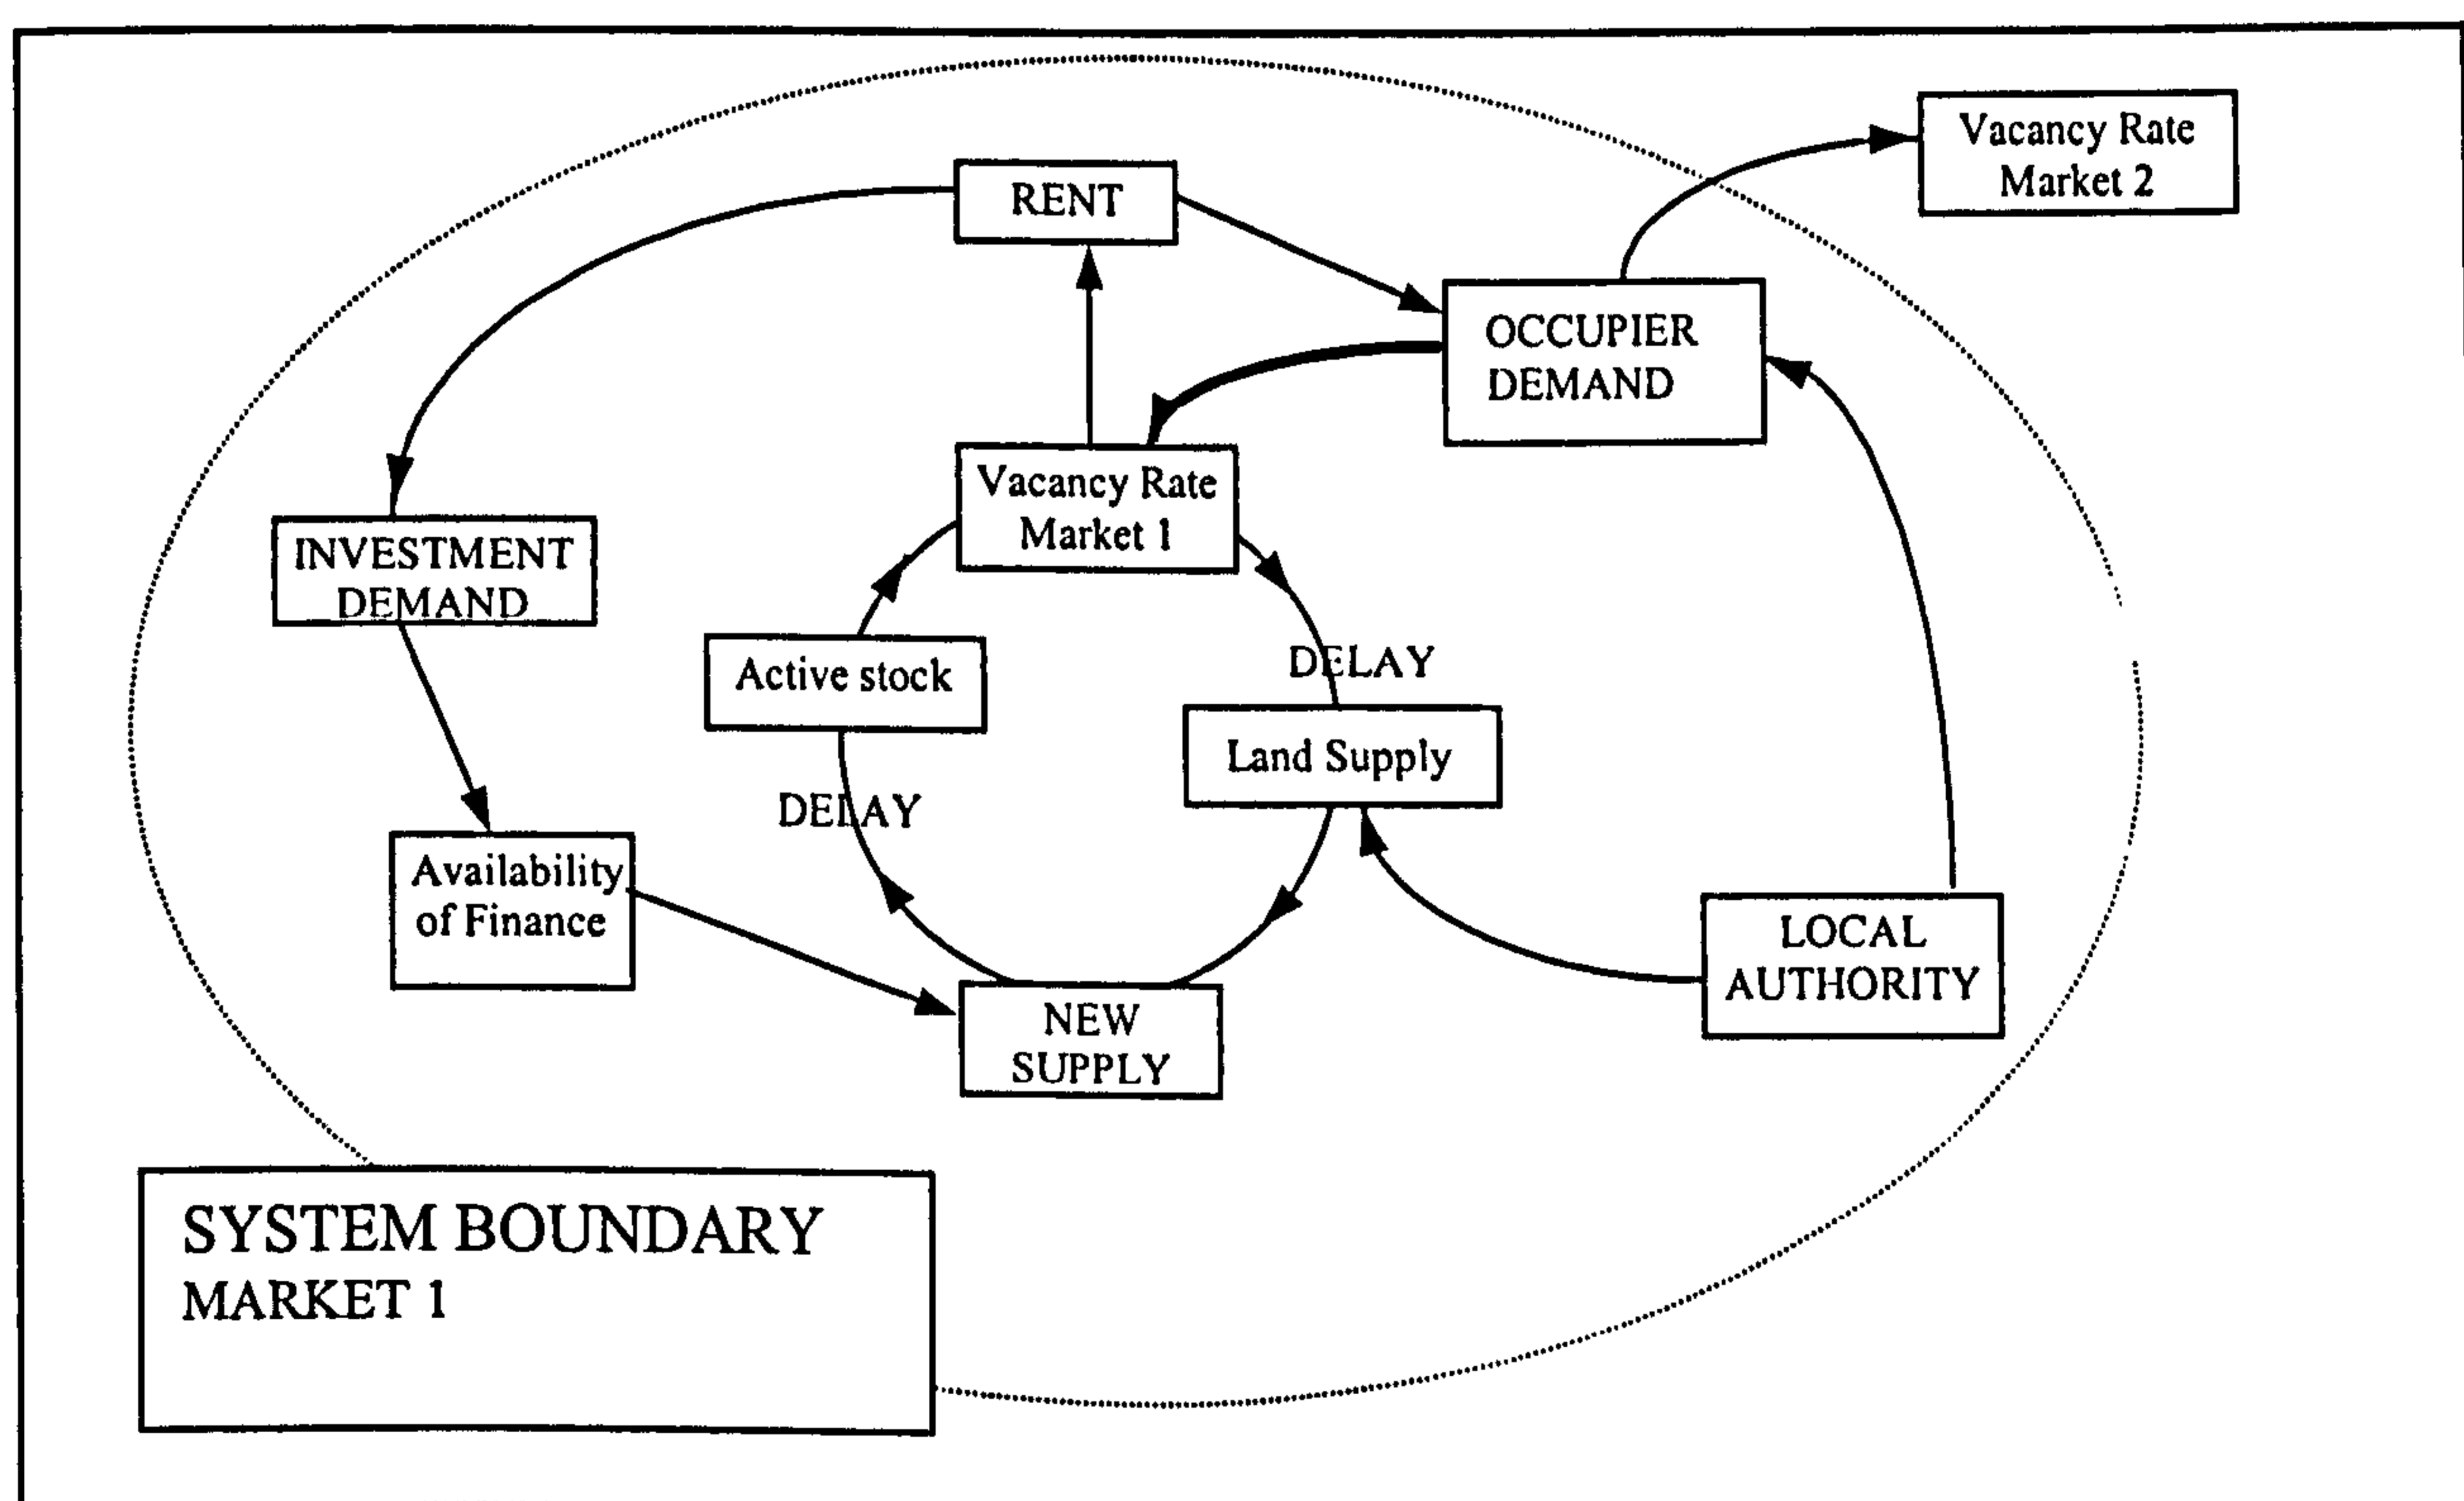 Vacancy Rate
Market 2
RENT
OCCUPIER
DEMAND
Vacancy Rate
Market 1
INVESTMENT
DEMAND
Active stock
DELAY
Land Supply
DELAY
Availability
of Finance
LOCAL
AUTHORITY
NEW
SUPPLY
SYSTEM BOUNDARY
MARKET 1